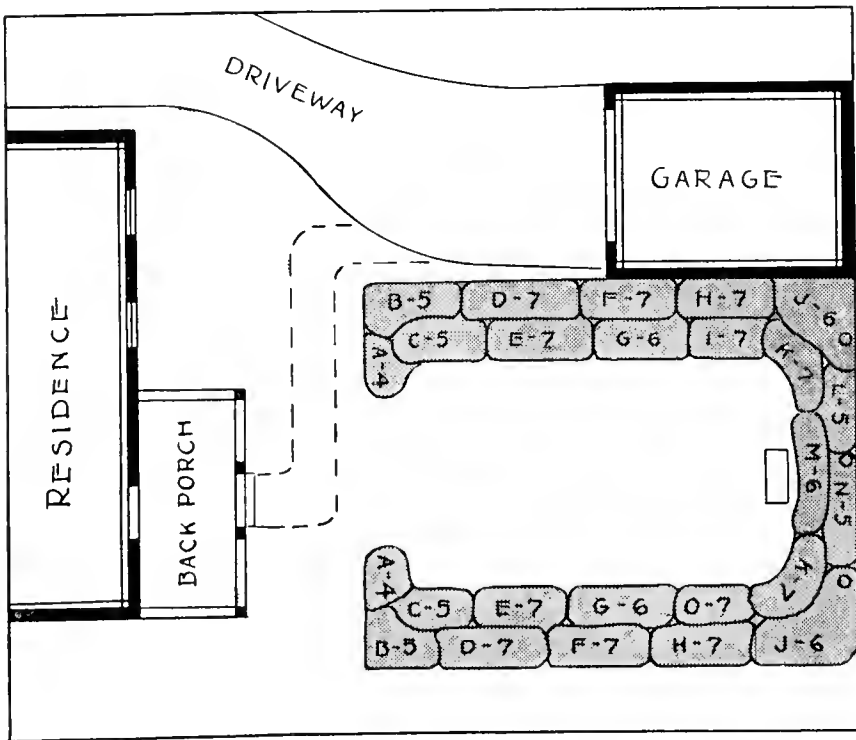 DRIVEWAY
GARAGE
RESIDENCE
BACK PORCH
B-5 D-7 F-7 H-7 J-6
C-5 E-7 G-6 I-7 K-7 O
A-4 L-5
M-6 O N-5
A-4 K-7 O
C-5 E-7 G-6 O-7
B-5 D-7 F-7 H-7 J-6